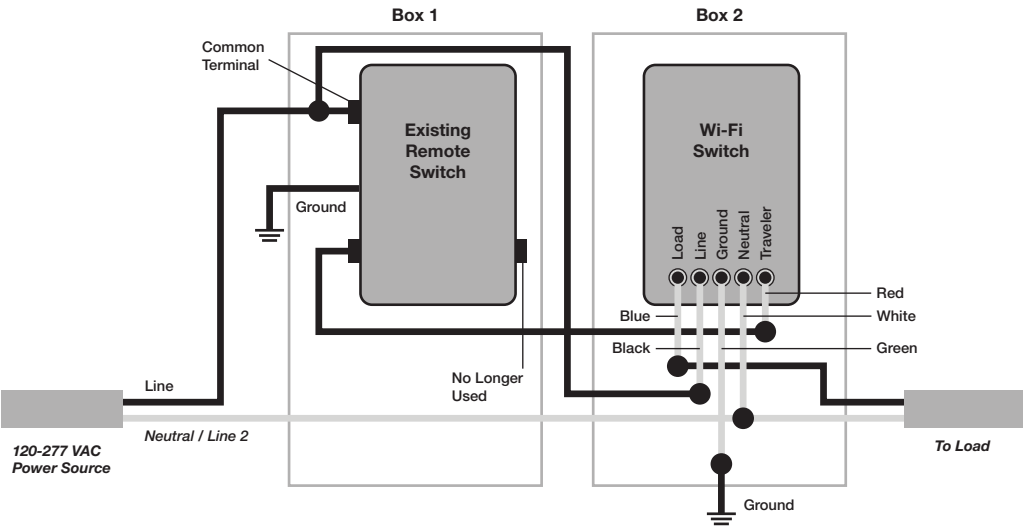 Box 1
Box 2
Common
Terminal
Existing
Remote
Switch
Wi-Fi
Switch
Ground
Load
Line
Ground
Neutral
Traveler
Red
Blue
White
Black
Green
No Longer
Used
Line
Neutral / Line 2
120-277 VAC
Power Source
To Load
Ground